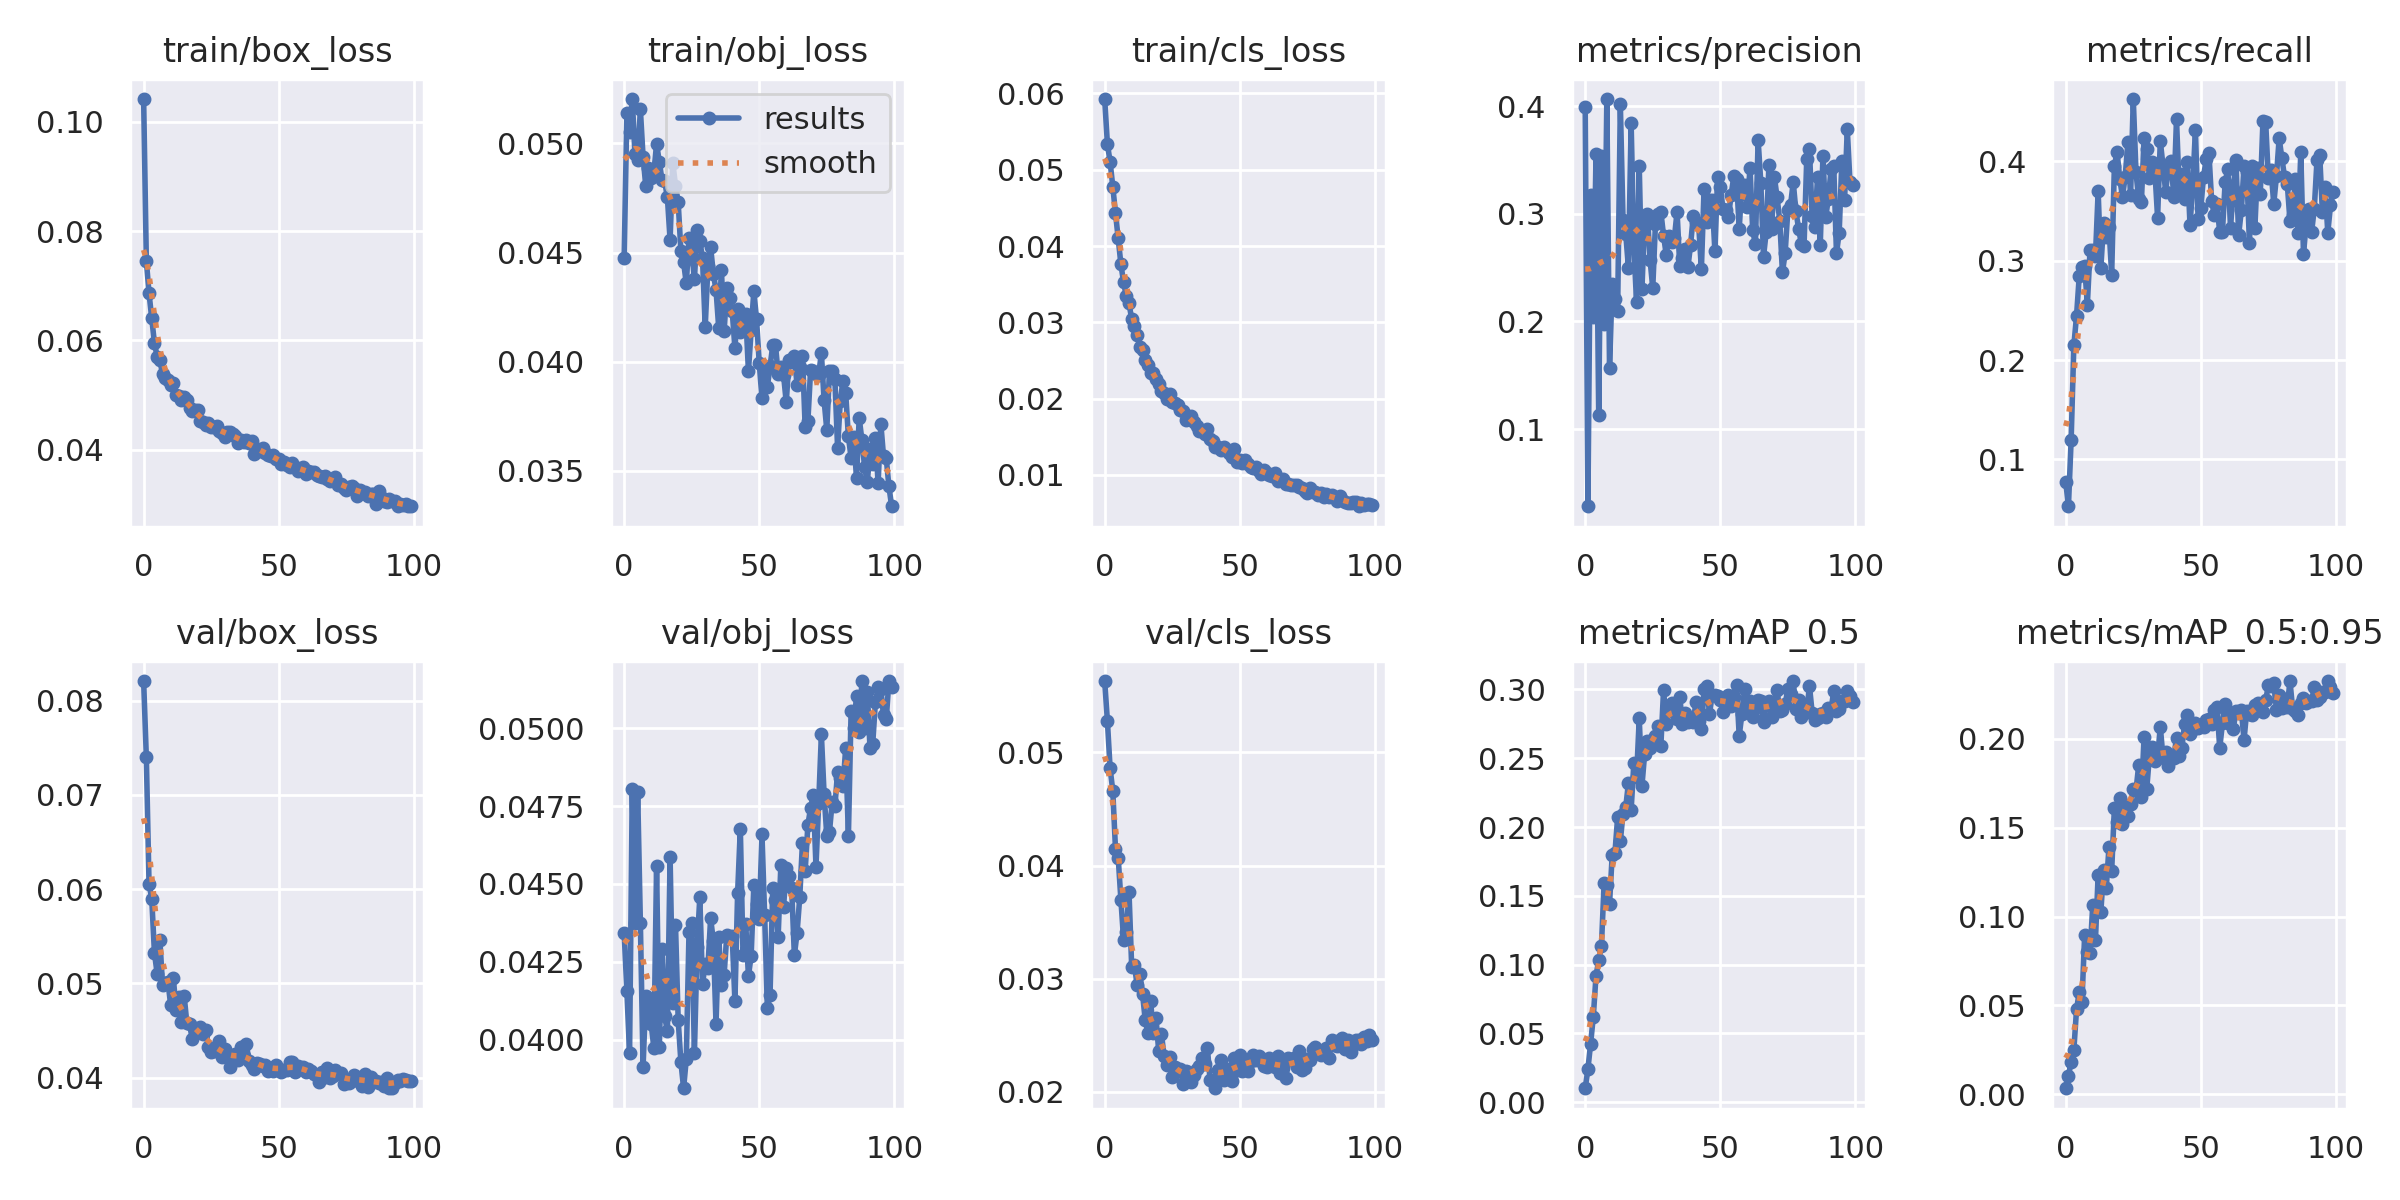 train/box_loss
train/obj_loss
train/cls_loss
metrics/precision
metrics/recall
0.10
0.08
0.06
0.04
0 50 100
0.050
0.045
0.040
0.035
results
smooth
0 50 100
0.06
0.05
0.04
0.03
0.02
0.01
0 50 100
0.4
0.3
0.2
0.1
0 50 100
0.4
0.3
0.2
0.1
0 50 100
val/box_loss
val/obj_loss
val/cls_loss
metrics/mAP_0.5
metrics/mAP_0.5:0.95
0.08
0.07
0.06
0.05
0.04
0 50 100
0.0500
0.0475
0.0450
0.0425
0.0400
0 50 100
0.05
0.04
0.03
0.02
0 50 100
0.30
0.25
0.20
0.15
0.10
0.05
0.00
0 50 100
0.20
0.15
0.10
0.05
0.00
0 50 100